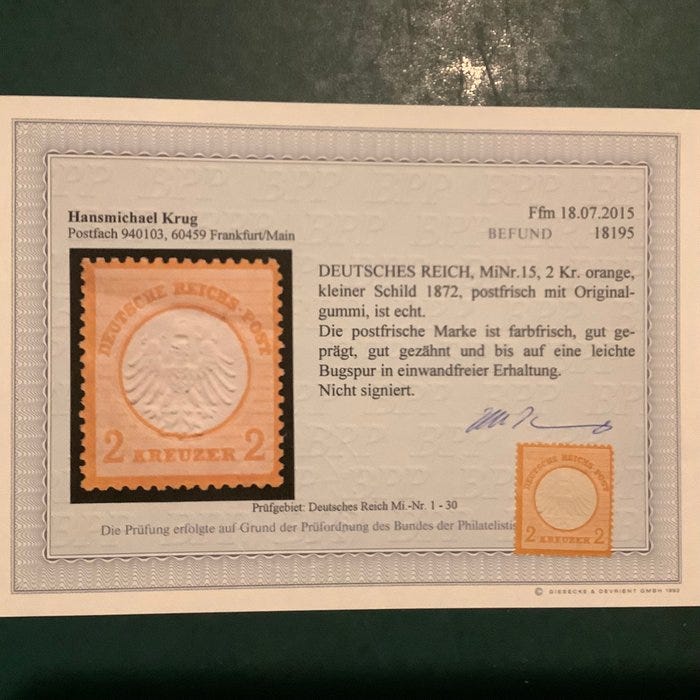 Hansmichael Krug
Postfach 940103, 60459 Frankfurt/Main
Ffm 18.07.2015
BEFUND 18195
DEUTSCHE REICHS-POST
2 KREUZER 2
DEUTSCHES REICH, MiNr.15, 2 Kr. orange,
kleiner Schild 1872, postfrisch mit Original-
gummi, ist echt.
Die postfrische Marke ist farbfrisch, gut ge-
prägt, gut gezähnt und bis auf eine leichte
Bugspur in einwandfreier Erhaltung.
Nicht signiert.
DEUTSCHE REICHS-POST
2 KREUZER 2
Prüfgebiet: Deutsches Reich Mi.-Nr. 1 - 30
Die Prüfung erfolgte auf Grund der Prüfordnung des Bundes der Philatelistis
© GIESECKE & DEVRIENT GMBH 1992